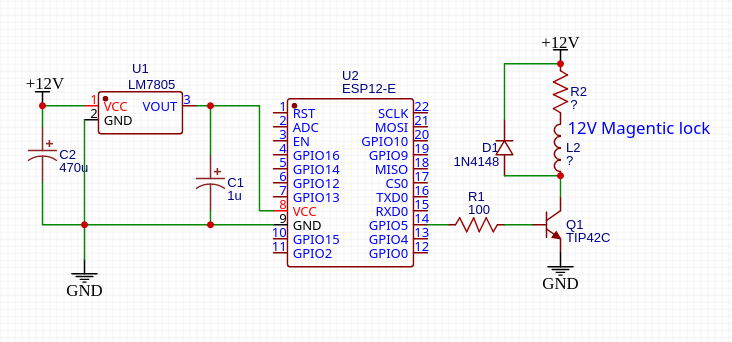 +12V
U1
LM7805
1 VCC VOUT 3
2 GND
C2
470u
C1
1u
GND
U2
ESP12-E
1 RST SCLK 22
2 ADC MOSI 21
3 EN GPIO10 20
4 GPIO16 GPIO9 19
5 GPIO14 MISO 18
6 GPIO12 CS0 17
7 GPIO13 TXD0 16
8 VCC RXD0 15
9 GND GPIO5 14
10 GPIO15 GPIO4 13
11 GPIO2 GPIO0 12
R1
100
+12V
R2
?
12V Magentic lock
D1
1N4148
L2
?
Q1
TIP42C
GND